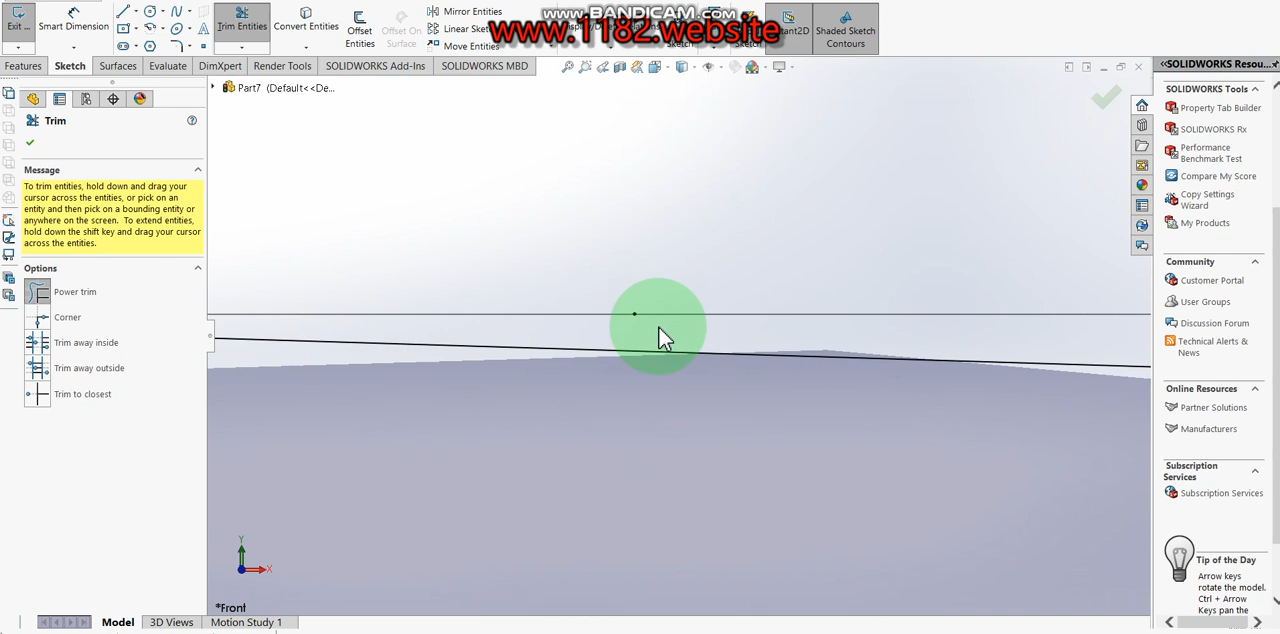 www.BANDICAM.com
www.1182.website
Exit ...
Smart Dimension
Trim Entities
Convert Entities
Offset Entities
Offset On Surface
Mirror Entities
Linear Sketch
Move Entities
Sketch
Sketch
Instant2D
Shaded Sketch Contours
Features
Sketch
Surfaces
Evaluate
DimXpert
Render Tools
SOLIDWORKS Add-Ins
SOLIDWORKS MBD
Part7 (Default<<De...
Trim
Message
To trim entities, hold down and drag your
cursor across the entities, or pick on an
entity and then pick on a bounding entity or
anywhere on the screen. To extend entities,
hold down the shift key and drag your cursor
across the entities.
Options
Power trim
Corner
Trim away inside
Trim away outside
Trim to closest
Y
X
*Front
Model
3D Views
Motion Study 1
SOLIDWORKS Resou...
SOLIDWORKS Tools
Property Tab Builder
SOLIDWORKS Rx
Performance
Benchmark Test
Compare My Score
Copy Settings
Wizard
My Products
Community
Customer Portal
User Groups
Discussion Forum
Technical Alerts &
News
Online Resources
Partner Solutions
Manufacturers
Subscription
Services
Subscription Services
Tip of the Day
Arrow keys
rotate the model.
Ctrl + Arrow
Keys pan the